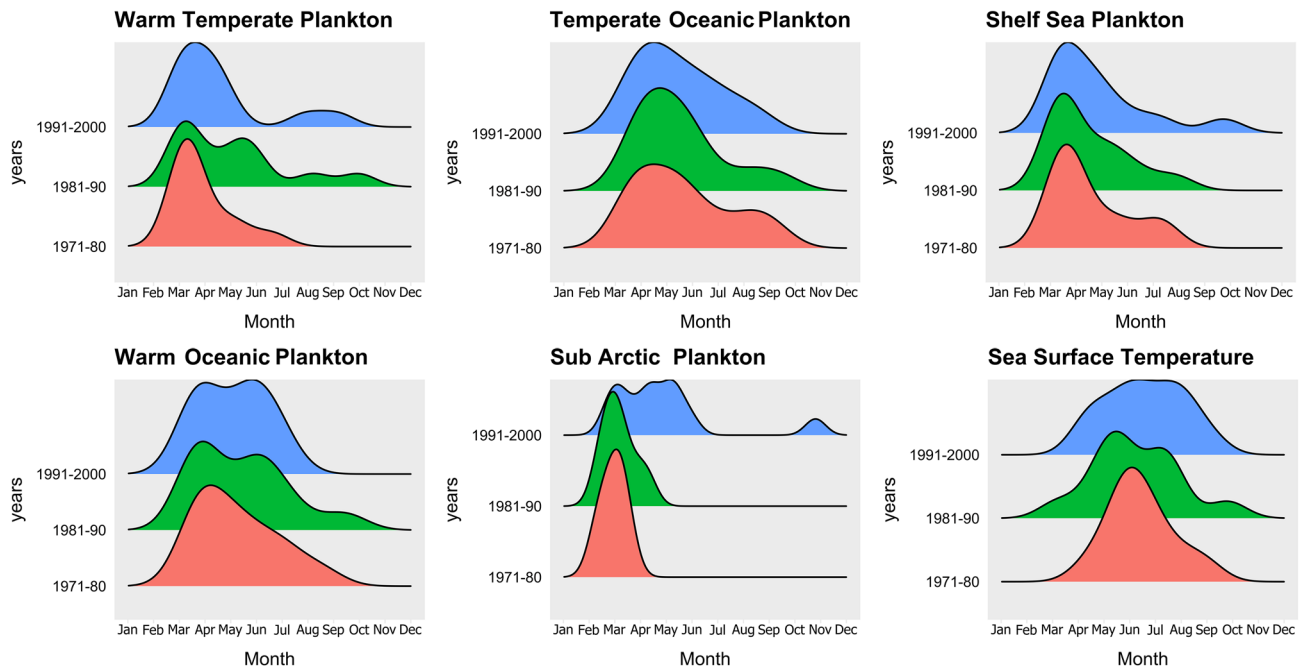 Warm Temperate Plankton
years
1991-2000
1981-90
1971-80
Jan Feb Mar Apr May Jun Jul Aug Sep Oct Nov Dec
Month
Temperate Oceanic Plankton
years
1991-2000
1981-90
1971-80
Jan Feb Mar Apr May Jun Jul Aug Sep Oct Nov Dec
Month
Shelf Sea Plankton
years
1991-2000
1981-90
1971-80
Jan Feb Mar Apr May Jun Jul Aug Sep Oct Nov Dec
Month
Warm Oceanic Plankton
years
1991-2000
1981-90
1971-80
Jan Feb Mar Apr May Jun Jul Aug Sep Oct Nov Dec
Month
Sub Arctic Plankton
years
1991-2000
1981-90
1971-80
Jan Feb Mar Apr May Jun Jul Aug Sep Oct Nov Dec
Month
Sea Surface Temperature
years
1991-2000
1981-90
1971-80
Jan Feb Mar Apr May Jun Jul Aug Sep Oct Nov Dec
Month